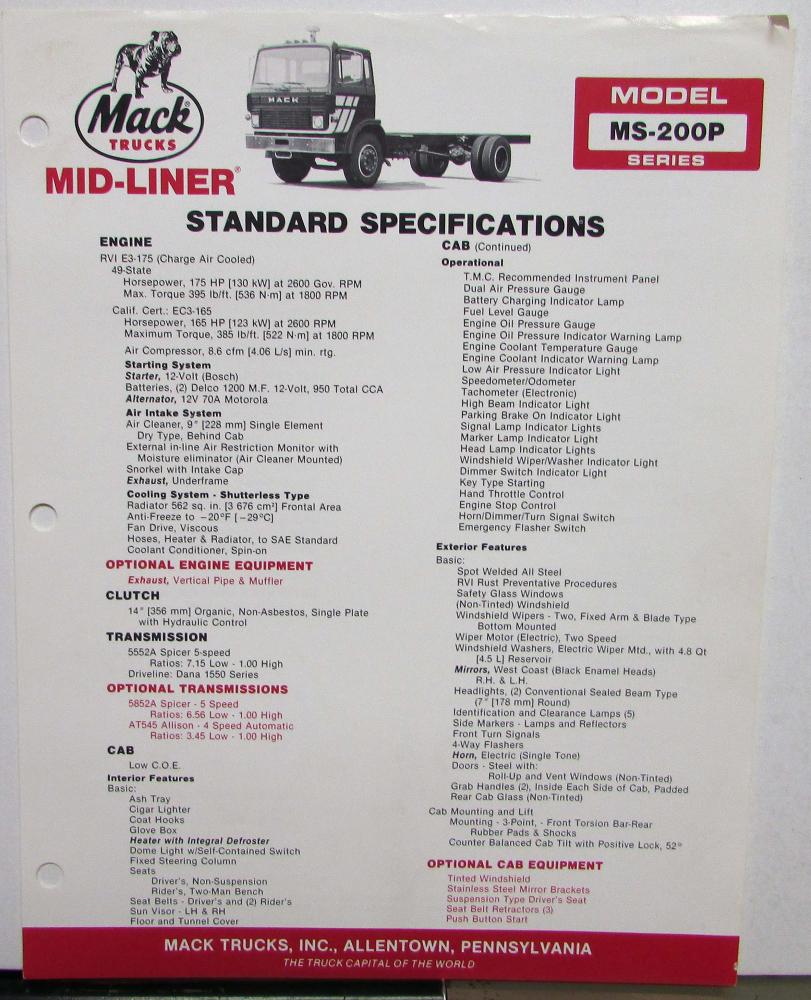 Mack®
TRUCKS
MID-LINER®
MACK
MODEL
MS-200P
SERIES
STANDARD SPECIFICATIONS
ENGINE
RVI E3-175 (Charge Air Cooled)
49-State
Horsepower, 175 HP [130 kW] at 2600 Gov. RPM
Max. Torque 395 lb/ft. [536 N·m] at 1800 RPM
Calif. Cert.: EC3-165
Horsepower, 165 HP [123 kW] at 2600 RPM
Maximum Torque, 385 lb/ft. [522 N·m] at 1800 RPM
Air Compressor, 8.6 cfm [4.06 L/s] min. rtg.
Starting System
Starter, 12-Volt (Bosch)
Batteries, (2) Delco 1200 M.F. 12-Volt, 950 Total CCA
Alternator, 12V 70A Motorola
Air Intake System
Air Cleaner, 9" [228 mm] Single Element
Dry Type, Behind Cab
External in-line Air Restriction Monitor with
Moisture eliminator (Air Cleaner Mounted)
Snorkel with Intake Cap
Exhaust, Underframe
Cooling System - Shutterless Type
Radiator 562 sq. in. [3 676 cm²] Frontal Area
Anti-Freeze to −20°F [−29°C]
Fan Drive, Viscous
Hoses, Heater & Radiator, to SAE Standard
Coolant Conditioner, Spin-on
OPTIONAL ENGINE EQUIPMENT
Exhaust, Vertical Pipe & Muffler
CLUTCH
14" [356 mm] Organic, Non-Asbestos, Single Plate
with Hydraulic Control
TRANSMISSION
5552A Spicer 5-speed
Ratios: 7.15 Low - 1.00 High
Driveline: Dana 1550 Series
OPTIONAL TRANSMISSIONS
5852A Spicer - 5 Speed
Ratios: 6.56 Low - 1.00 High
AT545 Allison - 4 Speed Automatic
Ratios: 3.45 Low - 1.00 High
CAB
Low C.O.E.
Interior Features
Basic:
Ash Tray
Cigar Lighter
Coat Hooks
Glove Box
Heater with Integral Defroster
Dome Light w/Self-Contained Switch
Fixed Steering Column
Seats
Driver's, Non-Suspension
Rider's, Two-Man Bench
Seat Belts - Driver's and (2) Rider's
Sun Visor - LH & RH
Floor and Tunnel Cover
CAB (Continued)
Operational
T.M.C. Recommended Instrument Panel
Dual Air Pressure Gauge
Battery Charging Indicator Lamp
Fuel Level Gauge
Engine Oil Pressure Gauge
Engine Oil Pressure Indicator Warning Lamp
Engine Coolant Temperature Gauge
Engine Coolant Indicator Warning Lamp
Low Air Pressure Indicator Light
Speedometer/Odometer
Tachometer (Electronic)
High Beam Indicator Light
Parking Brake On Indicator Light
Signal Lamp Indicator Lights
Marker Lamp Indicator Lights
Head Lamp Indicator Lights
Windshield Wiper/Washer Indicator Light
Dimmer Switch Indicator Light
Key Type Starting
Hand Throttle Control
Engine Stop Control
Horn/Dimmer/Turn Signal Switch
Emergency Flasher Switch
Exterior Features
Basic:
Spot Welded All Steel
RVI Rust Preventative Procedures
Safety Glass Windows
(Non-Tinted) Windshield
Windshield Wipers - Two, Fixed Arm & Blade Type
Bottom Mounted
Wiper Motor (Electric), Two Speed
Windshield Washers, Electric Wiper Mtd., with 4.8 Qt
[4.5 L] Reservoir
Mirrors, West Coast (Black Enamel Heads)
R.H. & L.H.
Headlights, (2) Conventional Sealed Beam Type
(7" [178 mm] Round)
Identification and Clearance Lamps (5)
Side Markers - Lamps and Reflectors
Front Turn Signals
4-Way Flashers
Horn, Electric (Single Tone)
Doors - Steel with:
Roll-Up and Vent Windows (Non-Tinted)
Grab Handles (2), Inside Each Side of Cab, Padded
Rear Cab Glass (Non-Tinted)
Cab Mounting and Lift
Mounting - 3-Point, - Front Torsion Bar-Rear
Rubber Pads & Shocks
Counter Balanced Cab Tilt with Positive Lock, 52°
OPTIONAL CAB EQUIPMENT
Tinted Windshield
Stainless Steel Mirror Brackets
Suspension Type Driver's Seat
Seat Belt Retractors (3)
Push Button Start
MACK TRUCKS, INC., ALLENTOWN, PENNSYLVANIA
THE TRUCK CAPITAL OF THE WORLD